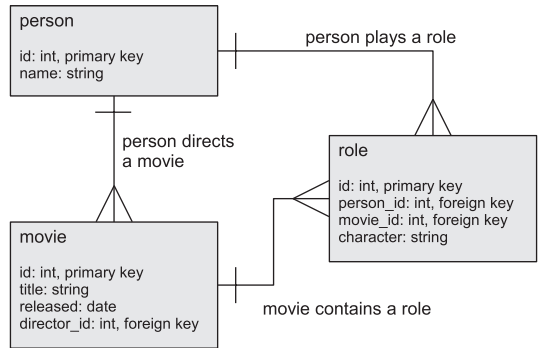 person
id: int, primary key
name: string
person plays a role
person directs
a movie
role
id: int, primary key
person_id: int, foreign key
movie_id: int, foreign key
character: string
movie
id: int, primary key
title: string
released: date
director_id: int, foreign key
movie contains a role